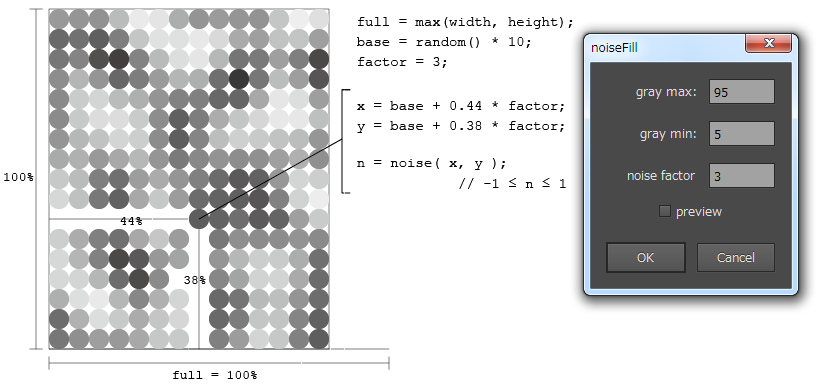 full = max(width, height);
base = random() * 10;
factor = 3;
x = base + 0.44 * factor;
y = base + 0.38 * factor;
n = noise( x, y );
// -1 ≤ n ≤ 1
100%
44%
38%
full = 100%
noiseFill
gray max: 95
gray min: 5
noise factor 3
preview
OK Cancel